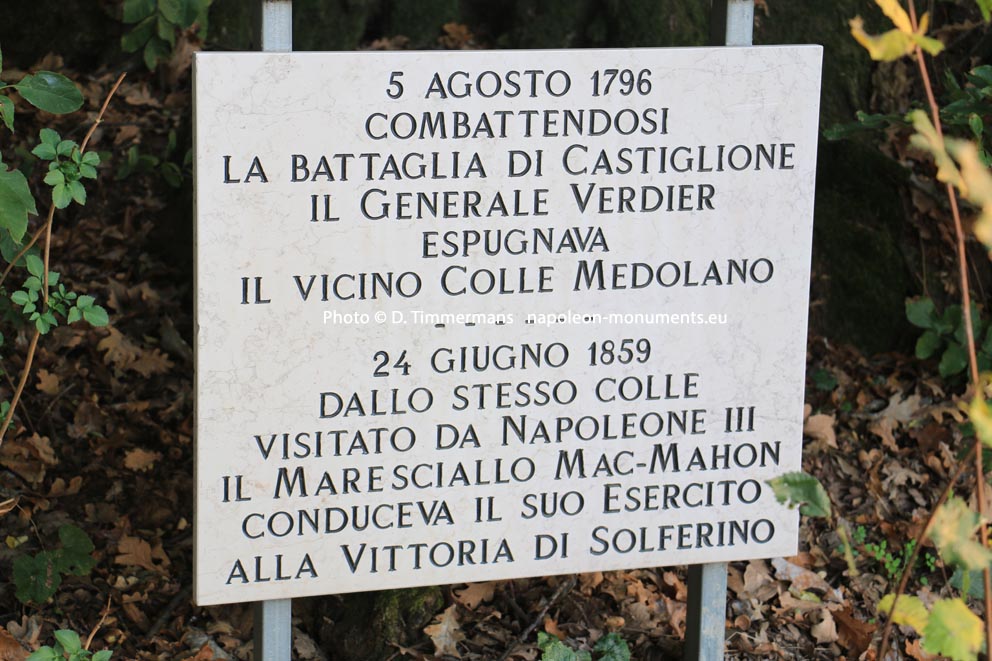 5 AGOSTO 1796
COMBATTENDOSI
LA BATTAGLIA DI CASTIGLIONE
IL GENERALE VERDIER
ESPUGNAVA
IL VICINO COLLE MEDOLANO
Photo © D. Timmermans napoleon-monuments.eu
- - - - - -
24 GIUGNO 1859
DALLO STESSO COLLE
VISITATO DA NAPOLEONE III
IL MARESCIALLO MAC-MAHON
CONDUCEVA IL SUO ESERCITO
ALLA VITTORIA DI SOLFERINO